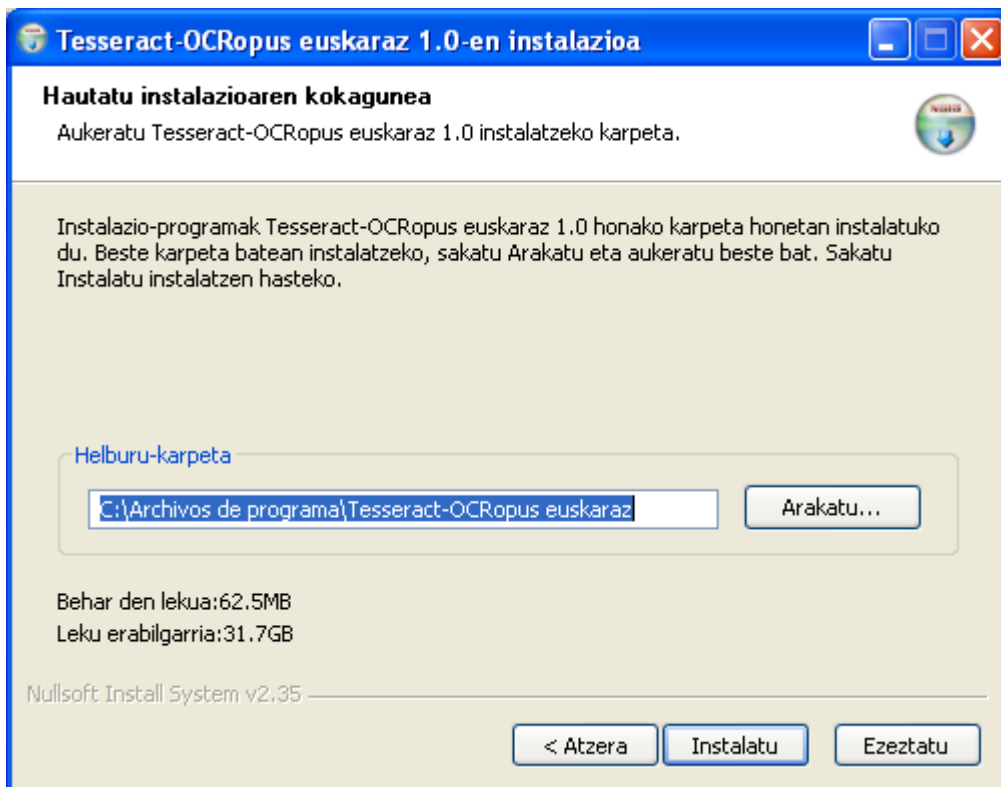 Tesseract-OCRopus euskaraz 1.0-en instalazioa
Hautatu instalazioaren kokagunea
Aukeratu Tesseract-OCRopus euskaraz 1.0 instalatzeko karpeta.
Instalazio-programak Tesseract-OCRopus euskaraz 1.0 honako karpeta honetan instalatuko
du. Beste karpeta batean instalatzeko, sakatu Arakatu eta aukeratu beste bat. Sakatu
Instalatu instalatzen hasteko.
Helburu-karpeta
C:\Archivos de programa\Tesseract-OCRopus euskaraz
Arakatu...
Behar den lekua:62.5MB
Leku erabilgarria:31.7GB
Nullsoft Install System v2.35
< Atzera
Instalatu
Ezeztatu